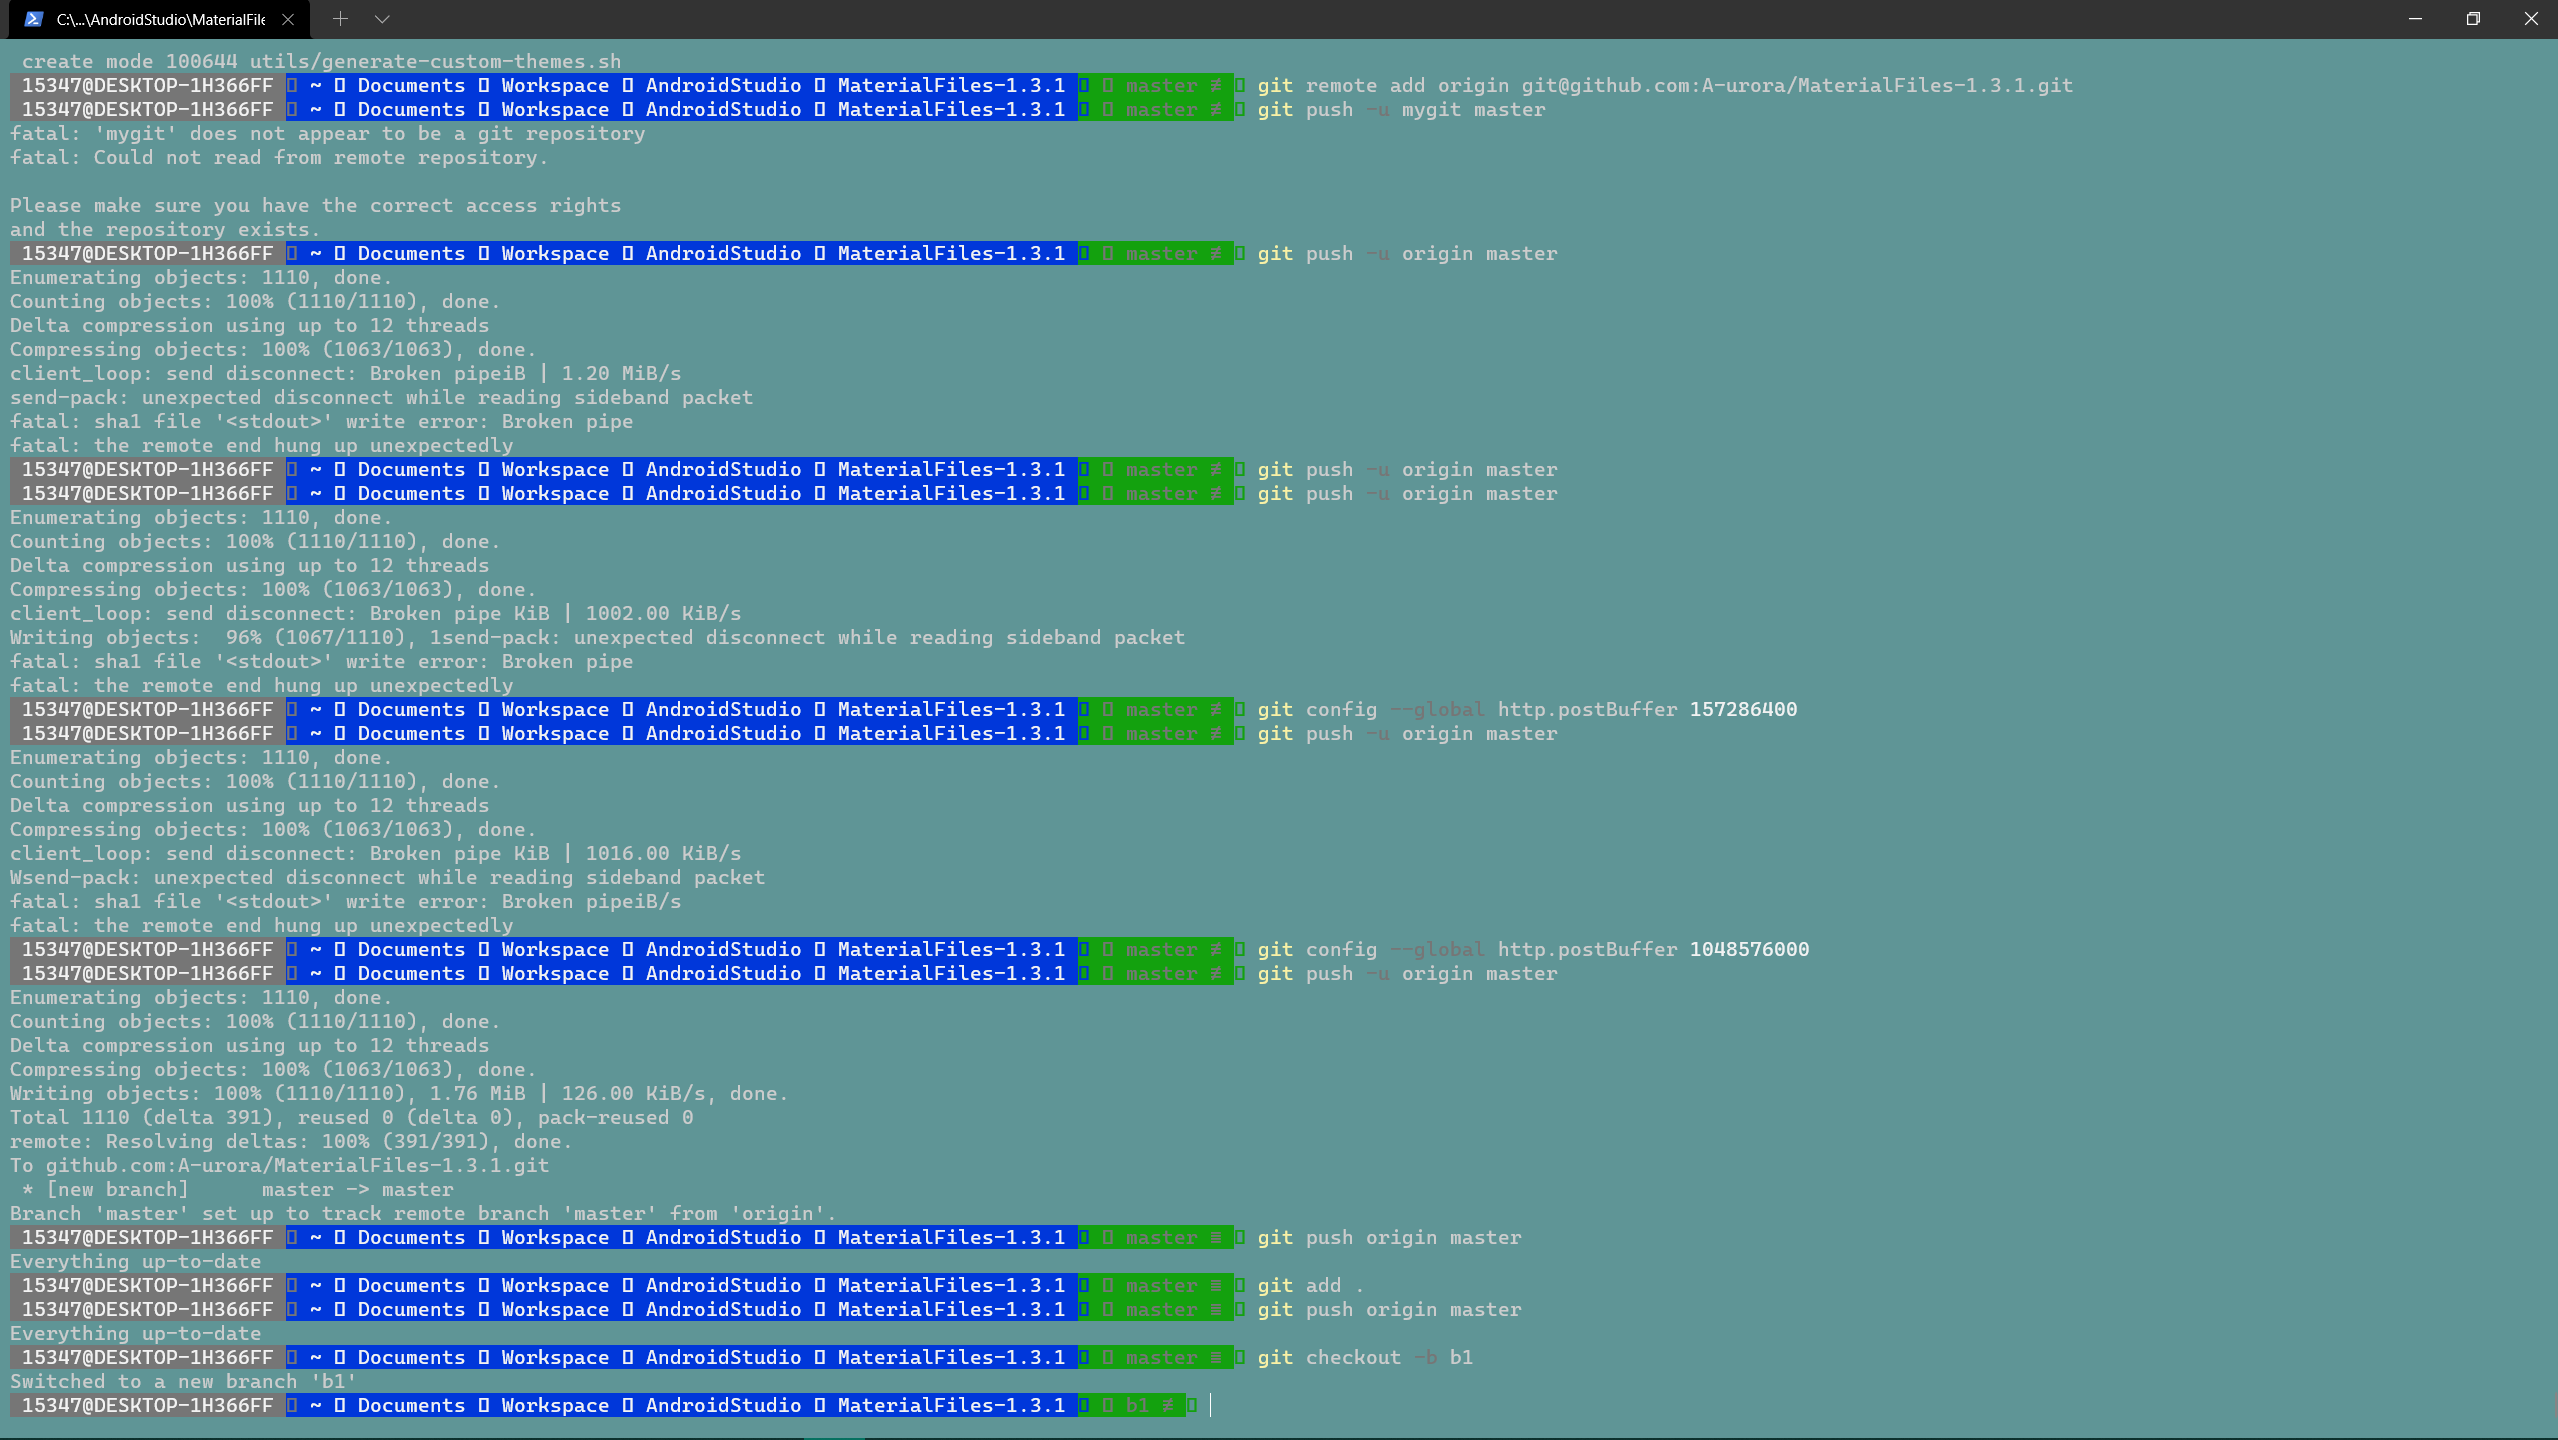 C:\...\AndroidStudio\MaterialFile
create mode 100644 utils/generate-custom-themes.sh
15347@DESKTOP-1H366FF ~ Documents Workspace AndroidStudio MaterialFiles-1.3.1 master ≢ git remote add origin git@github.com:A-urora/MaterialFiles-1.3.1.git
15347@DESKTOP-1H366FF ~ Documents Workspace AndroidStudio MaterialFiles-1.3.1 master ≢ git push -u mygit master
fatal: 'mygit' does not appear to be a git repository
fatal: Could not read from remote repository.
Please make sure you have the correct access rights
and the repository exists.
15347@DESKTOP-1H366FF ~ Documents Workspace AndroidStudio MaterialFiles-1.3.1 master ≢ git push -u origin master
Enumerating objects: 1110, done.
Counting objects: 100% (1110/1110), done.
Delta compression using up to 12 threads
Compressing objects: 100% (1063/1063), done.
client_loop: send disconnect: Broken pipeiB | 1.20 MiB/s
send-pack: unexpected disconnect while reading sideband packet
fatal: sha1 file '<stdout>' write error: Broken pipe
fatal: the remote end hung up unexpectedly
15347@DESKTOP-1H366FF ~ Documents Workspace AndroidStudio MaterialFiles-1.3.1 master ≢ git push -u origin master
15347@DESKTOP-1H366FF ~ Documents Workspace AndroidStudio MaterialFiles-1.3.1 master ≢ git push -u origin master
Enumerating objects: 1110, done.
Counting objects: 100% (1110/1110), done.
Delta compression using up to 12 threads
Compressing objects: 100% (1063/1063), done.
client_loop: send disconnect: Broken pipe KiB | 1002.00 KiB/s
Writing objects:  96% (1067/1110), 1send-pack: unexpected disconnect while reading sideband packet
fatal: sha1 file '<stdout>' write error: Broken pipe
fatal: the remote end hung up unexpectedly
15347@DESKTOP-1H366FF ~ Documents Workspace AndroidStudio MaterialFiles-1.3.1 master ≢ git config --global http.postBuffer 157286400
15347@DESKTOP-1H366FF ~ Documents Workspace AndroidStudio MaterialFiles-1.3.1 master ≢ git push -u origin master
Enumerating objects: 1110, done.
Counting objects: 100% (1110/1110), done.
Delta compression using up to 12 threads
Compressing objects: 100% (1063/1063), done.
client_loop: send disconnect: Broken pipe KiB | 1016.00 KiB/s
Wsend-pack: unexpected disconnect while reading sideband packet
fatal: sha1 file '<stdout>' write error: Broken pipeiB/s
fatal: the remote end hung up unexpectedly
15347@DESKTOP-1H366FF ~ Documents Workspace AndroidStudio MaterialFiles-1.3.1 master ≢ git config --global http.postBuffer 1048576000
15347@DESKTOP-1H366FF ~ Documents Workspace AndroidStudio MaterialFiles-1.3.1 master ≢ git push -u origin master
Enumerating objects: 1110, done.
Counting objects: 100% (1110/1110), done.
Delta compression using up to 12 threads
Compressing objects: 100% (1063/1063), done.
Writing objects: 100% (1110/1110), 1.76 MiB | 126.00 KiB/s, done.
Total 1110 (delta 391), reused 0 (delta 0), pack-reused 0
remote: Resolving deltas: 100% (391/391), done.
To github.com:A-urora/MaterialFiles-1.3.1.git
 * [new branch]      master -> master
Branch 'master' set up to track remote branch 'master' from 'origin'.
15347@DESKTOP-1H366FF ~ Documents Workspace AndroidStudio MaterialFiles-1.3.1 master ≡ git push origin master
Everything up-to-date
15347@DESKTOP-1H366FF ~ Documents Workspace AndroidStudio MaterialFiles-1.3.1 master ≡ git add .
15347@DESKTOP-1H366FF ~ Documents Workspace AndroidStudio MaterialFiles-1.3.1 master ≡ git push origin master
Everything up-to-date
15347@DESKTOP-1H366FF ~ Documents Workspace AndroidStudio MaterialFiles-1.3.1 master ≡ git checkout -b b1
Switched to a new branch 'b1'
15347@DESKTOP-1H366FF ~ Documents Workspace AndroidStudio MaterialFiles-1.3.1 b1 ≢